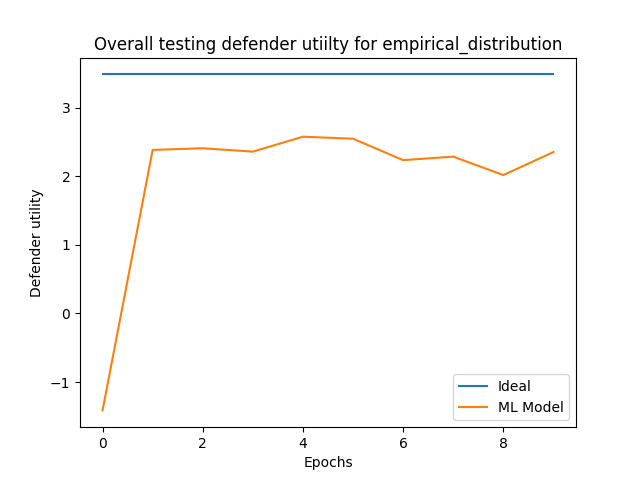 Overall testing defender utiilty for empirical_distribution
3
2
1
0
−1
Defender utility
0 2 4 6 8
Epochs
Ideal
ML Model